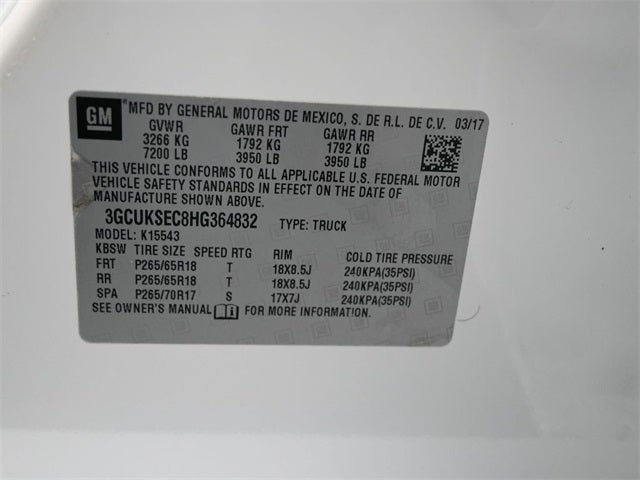 GM ® MFD BY GENERAL MOTORS DE MEXICO, S. DE R.L. DE C.V. 03/17
GVWR GAWR FRT GAWR RR
3266 KG 1792 KG 1792 KG
7200 LB 3950 LB 3950 LB
THIS VEHICLE CONFORMS TO ALL APPLICABLE U.S. FEDERAL MOTOR
VEHICLE SAFETY STANDARDS IN EFFECT ON THE DATE OF
MANUFACTURE SHOWN ABOVE.
3GCUKSEC8HG364832 TYPE: TRUCK
MODEL: K15543
KBSW TIRE SIZE SPEED RTG RIM COLD TIRE PRESSURE
FRT P265/65R18 T 18X8.5J 240KPA(35PSI)
RR P265/65R18 T 18X8.5J 240KPA(35PSI)
SPA P265/70R17 S 17X7J 240KPA(35PSI)
SEE OWNER'S MANUAL FOR MORE INFORMATION.